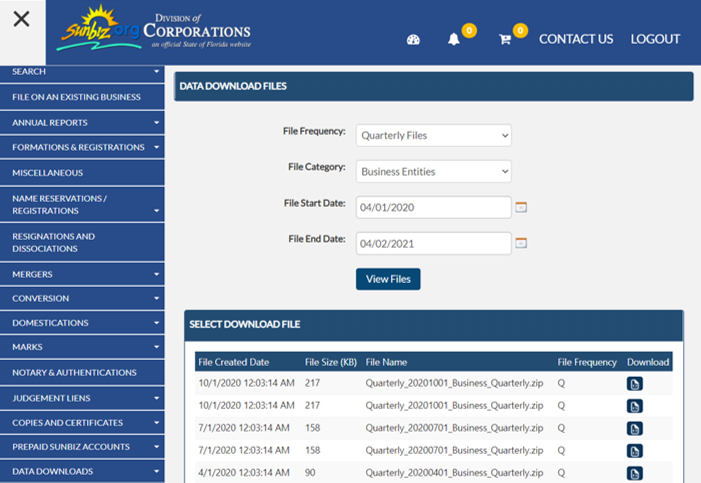 Sunbiz.org
DIVISION of
CORPORATIONS
an official State of Florida website
0
0
CONTACT US
LOGOUT
SEARCH
FILE ON AN EXISTING BUSINESS
ANNUAL REPORTS
FORMATIONS & REGISTRATIONS
MISCELLANEOUS
NAME RESERVATIONS /
REGISTRATIONS
RESIGNATIONS AND
DISSOCIATIONS
MERGERS
CONVERSION
DOMESTICATIONS
MARKS
NOTARY & AUTHENTICATIONS
JUDGEMENT LIENS
COPIES AND CERTIFICATES
PREPAID SUNBIZ ACCOUNTS
DATA DOWNLOADS
DATA DOWNLOAD FILES
File Frequency: Quarterly Files
File Category: Business Entities
File Start Date: 04/01/2020
File End Date: 04/02/2021
View Files
SELECT DOWNLOAD FILE
File Created Date File Size (KB) File Name File Frequency Download
10/1/2020 12:03:14 AM 217 Quarterly_20201001_Business_Quarterly.zip Q
10/1/2020 12:03:14 AM 217 Quarterly_20201001_Business_Quarterly.zip Q
7/1/2020 12:03:14 AM 158 Quarterly_20200701_Business_Quarterly.zip Q
7/1/2020 12:03:14 AM 158 Quarterly_20200701_Business_Quarterly.zip Q
4/1/2020 12:03:14 AM 90 Quarterly_20200401_Business_Quarterly.zip Q